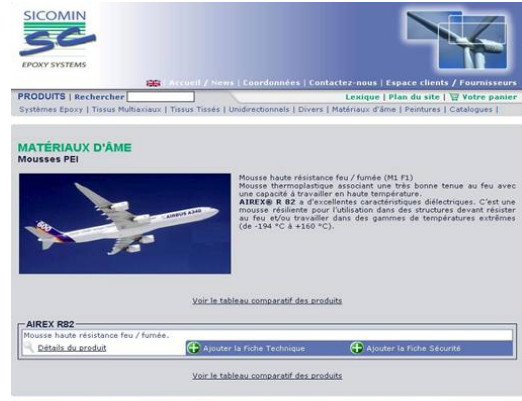 SICOMIN
SC
EPOXY SYSTEMS
Accueil / News | Coordonnées | Contactez-nous | Espace clients / Fournisseurs
PRODUITS | Rechercher
Lexique | Plan du site | Votre panier
Systèmes Epoxy | Tissus Multiaxiaux | Tissus Tissés | Unidirectionnels | Divers | Matériaux d'âme | Peintures | Catalogues |
MATÉRIAUX D'ÂME
Mousses PEI
Mousse haute résistance feu / fumée (M1 F1)
Mousse thermoplastique associant une très bonne tenue au feu avec
une capacité à travailler en haute température.
AIREX® R 82 a d'excellentes caractéristiques diélectriques. C'est une
mousse résiliente pour l'utilisation dans des structures devant résister
au feu et/ou travailler dans des gammes de températures extrêmes
(de -194 °C à +160 °C).
AIRBUS A340
Voir le tableau comparatif des produits
AIREX R82
Mousse haute résistance feu / fumée.
Détails du produit
Ajouter la Fiche Technique
Ajouter la Fiche Sécurité
Voir le tableau comparatif des produits